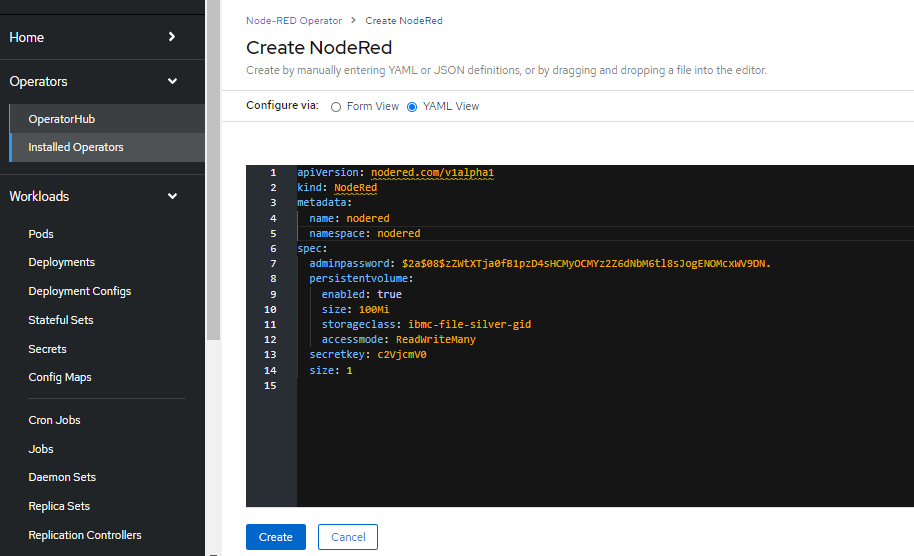 Home
Operators
OperatorHub
Installed Operators
Workloads
Pods
Deployments
Deployment Configs
Stateful Sets
Secrets
Config Maps
Cron Jobs
Jobs
Daemon Sets
Replica Sets
Replication Controllers
Node-RED Operator > Create NodeRed
Create NodeRed
Create by manually entering YAML or JSON definitions, or by dragging and dropping a file into the editor.
Configure via: Form View YAML View
1 apiVersion: nodered.com/v1alpha1
2 kind: NodeRed
3 metadata:
4 name: nodered
5 namespace: nodered
6 spec:
7 adminpassword: $2a$08$zZWtXTja0fB1pzD4sHCMyOCMYz2Z6dNbM6tl8sJogENOMcxWV9DN.
8 persistentvolume:
9 enabled: true
10 size: 100Mi
11 storageclass: ibmc-file-silver-gid
12 accessmode: ReadWriteMany
13 secretkey: c2VjcmV0
14 size: 1
15
Create Cancel